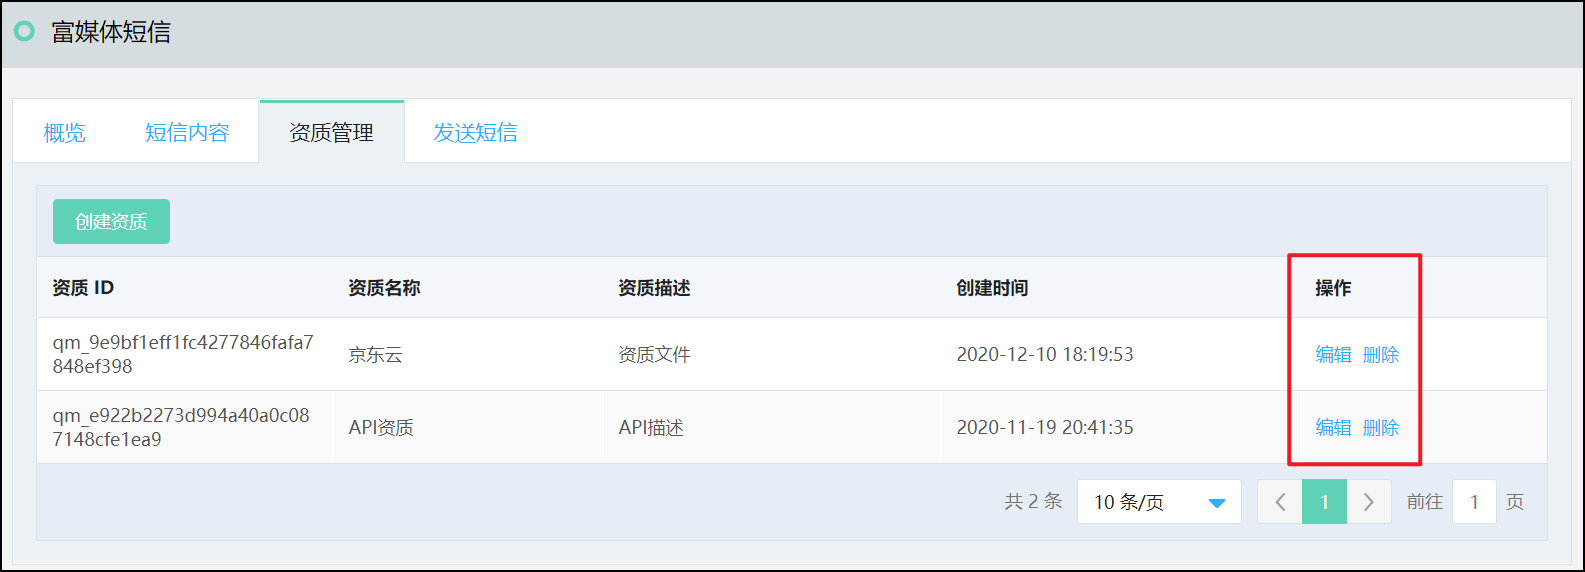 富媒体短信
概览 短信内容 资质管理 发送短信
创建资质
资质 ID 资质名称 资质描述 创建时间 操作
qm_9e9bf1eff1fc4277846fafa7
848ef398 京东云 资质文件 2020-12-10 18:19:53 编辑 删除
qm_e922b2273d994a40a0c08
7148cfe1ea9 API资质 API描述 2020-11-19 20:41:35 编辑 删除
共 2 条 10 条/页 1 前往 1 页